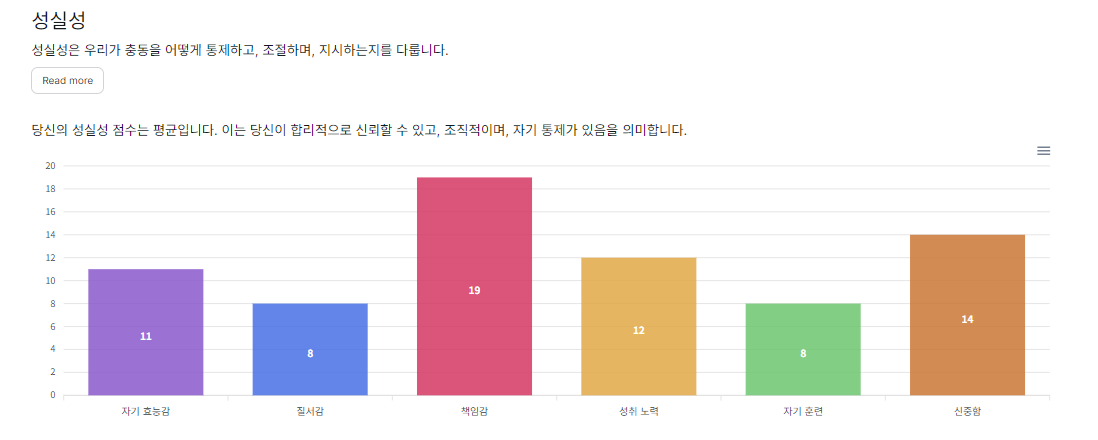 성실성
성실성은 우리가 충동을 어떻게 통제하고, 조절하며, 지시하는지를 다룹니다.
Read more
당신의 성실성 점수는 평균입니다. 이는 당신이 합리적으로 신뢰할 수 있고, 조직적이며, 자기 통제가 있음을 의미합니다.
20
18
16
14
12
10
8
6
4
2
0
11
8
19
12
8
14
자기 효능감
질서감
책임감
성취 노력
자기 훈련
신중함